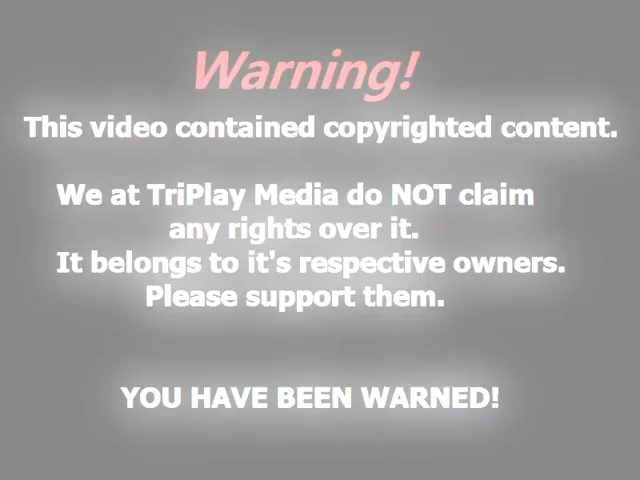 Warning!
This video contained copyrighted content.
We at TriPlay Media do NOT claim
any rights over it.
It belongs to it's respective owners.
Please support them.
YOU HAVE BEEN WARNED!